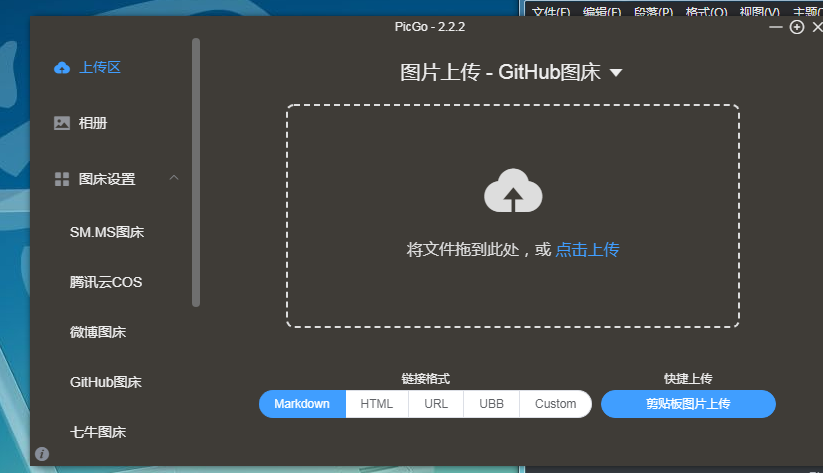 文件(F) 编辑(E) 段落(P) 格式(O) 视图(V) 主题(
PicGo - 2.2.2
上传区
图片上传 - GitHub图床
相册
图床设置
SM.MS图床
将文件拖到此处，或 点击上传
腾讯云COS
微博图床
GitHub图床
链接格式 快捷上传
Markdown HTML URL UBB Custom 剪贴板图片上传
七牛图床